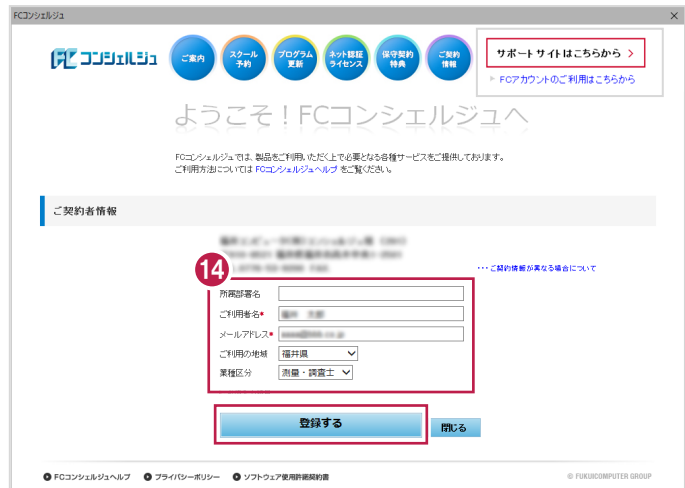 FCコンシェルジュ
×
FC コンシェルジュ
ご案内
スクール
予約
プログラム
更新
ネット認証
ライセンス
保守契約
特典
ご契約
情報
サポートサイトはこちらから >
FCアカウントのご利用はこちらから
ようこそ!FCコンシェルジュへ
FCコンシェルジュでは、製品をご利用いただく上で必要となる各種サービスをご提供しております。
ご利用方法については FCコンシェルジュヘルプ をご覧ください。
ご契約者情報
・・・ご契約情報が異なる場合について
14
所属部署名
ご利用者名*
メールアドレス*
ご利用の地域 福井県
業種区分 測量・調査士
登録する
閉じる
FCコンシェルジュヘルプ プライバシーポリシー ソフトウェア使用許諾契約書
© FUKUICOMPUTER GROUP